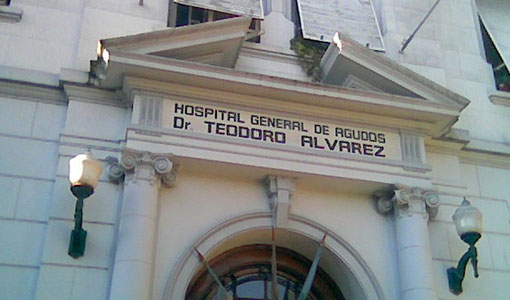 HOSPITAL GENERAL DE AGUDOS
Dr. TEODORO ALVAREZ